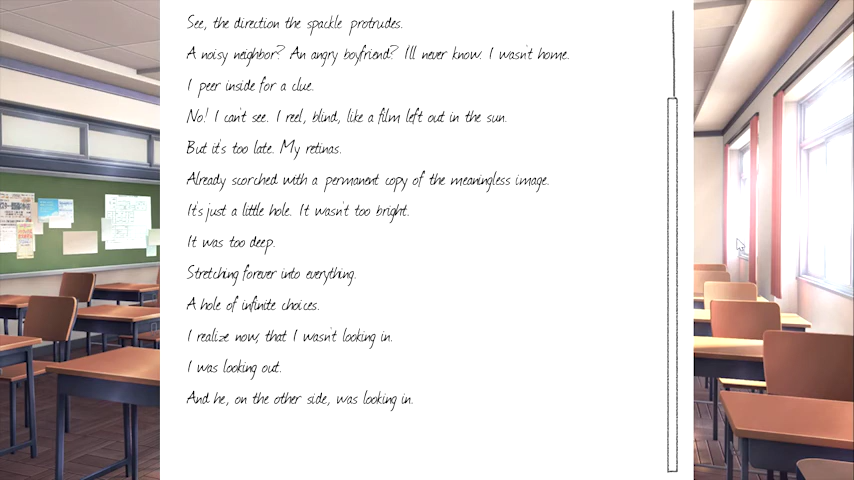 See, the direction the spackle protrudes.
A noisy neighbor? An angry boyfriend? I'll never know. I wasn't home.
I peer inside for a clue.
No! I can't see. I reel, blind, like a film left out in the sun.
But it's too late. My retinas.
Already scorched with a permanent copy of the meaningless image.
It's just a little hole. It wasn't too bright.
It was too deep.
Stretching forever into everything.
A hole of infinite choices.
I realize now, that I wasn't looking in.
I was looking out.
And he, on the other side, was looking in.